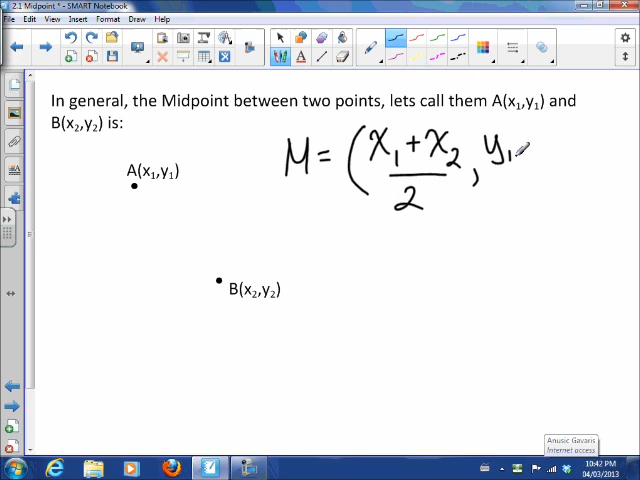 2.1 Midpoint * - SMART Notebook
File Edit View Insert Format Tools Draw Help
In general, the Midpoint between two points, lets call them A(x₁,y₁) and
B(x₂,y₂) is:
M = (x₁ + x₂ / 2 , y₁
A(x₁,y₁)
B(x₂,y₂)
Anusic Gavaris
Internet access
10:42 PM
04/03/2013